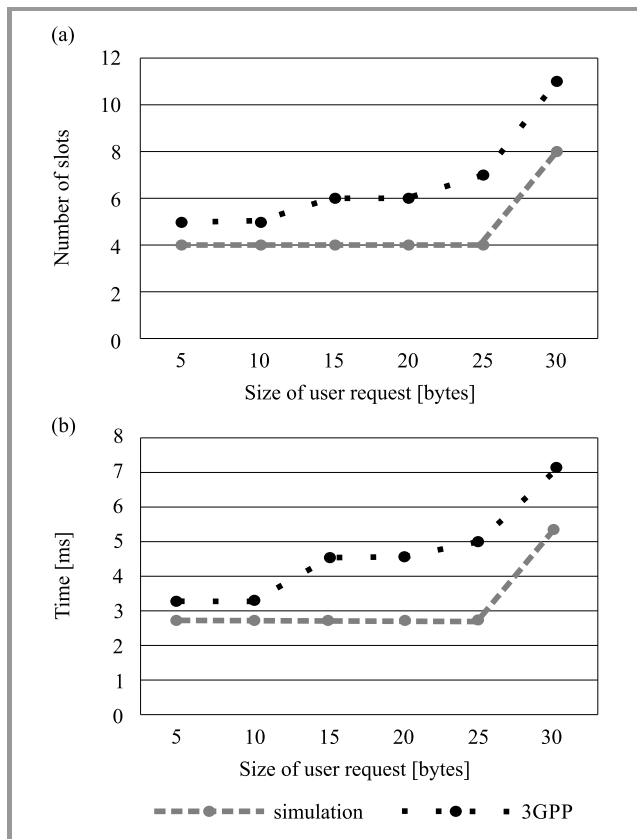 (a)
Number of slots
12
10
8
6
4
2
0
5 10 15 20 25 30
Size of user request [bytes]
(b)
Time [ms]
8
7
6
5
4
3
2
1
0
5 10 15 20 25 30
Size of user request [bytes]
simulation 3GPP